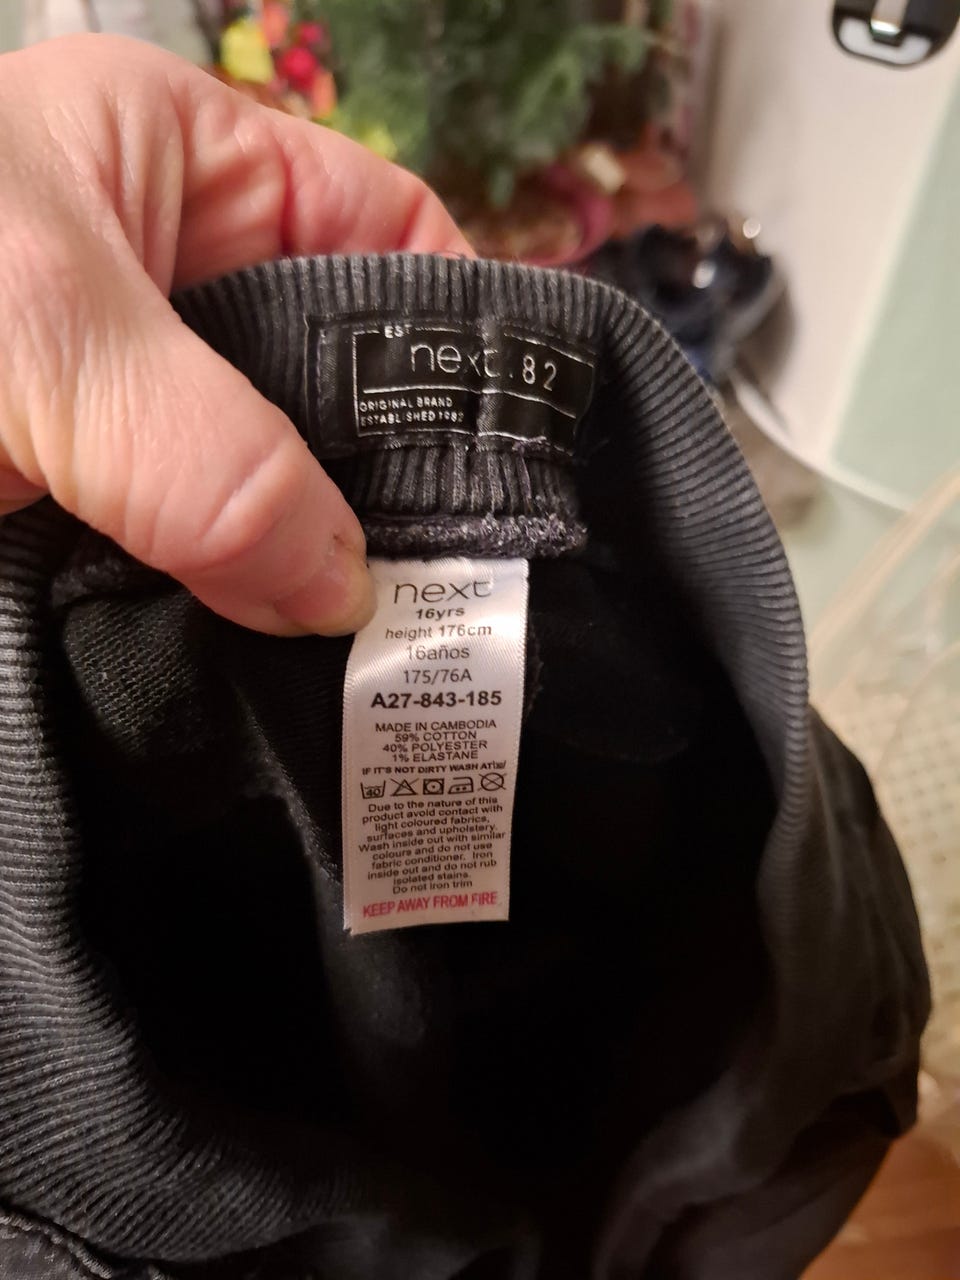 EST
next.82
ORIGINAL BRAND
ESTABLISHED 1982
next
16yrs
height 176cm
16años
175/76A
A27-843-185
MADE IN CAMBODIA
59% COTTON
40% POLYESTER
1% ELASTANE
IF IT'S NOT DIRTY WASH AT
40
Due to the nature of this
product avoid contact with
light coloured fabrics,
surfaces and upholstery.
Wash inside out with similar
colours and do not use
fabric conditioner. Iron
inside out and do not rub
isolated stains.
Do not iron trim
KEEP AWAY FROM FIRE